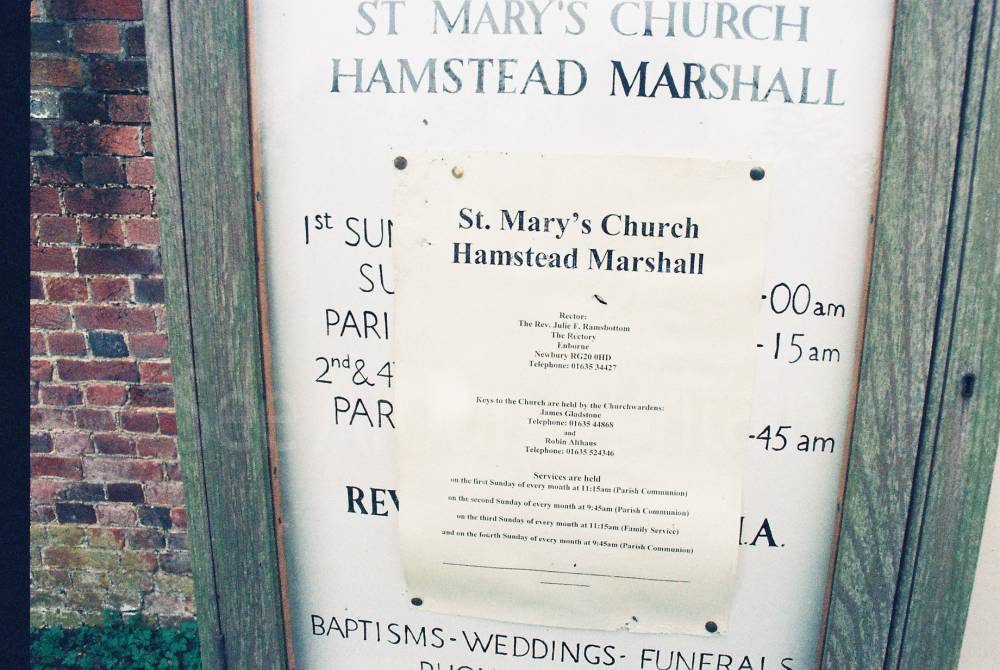 ST MARY'S CHURCH
HAMSTEAD MARSHALL
St. Mary's Church
Hamstead Marshall
1st SUN
SU
-00am
PARI
-15am
2nd & 4
PAR
-45am
Rector:
The Rev. Julie F. Ramsbottom
The Rectory
Enborne
Newbury RG20 0HD
Telephone: 01635 34427
Keys to the Church are held by the Churchwardens:
James Gladstone
Telephone: 01635 44868
and
Robin Althaus
Telephone: 01635 524346
Services are held
on the first Sunday of every month at 11:15am (Parish Communion)
on the second Sunday of every month at 9:45am (Parish Communion)
on the third Sunday of every month at 11:15am (Family Service)
and on the fourth Sunday of every month at 9:45am (Parish Communion)
REV
.A.
BAPTISMS-WEDDINGS-FUNERALS